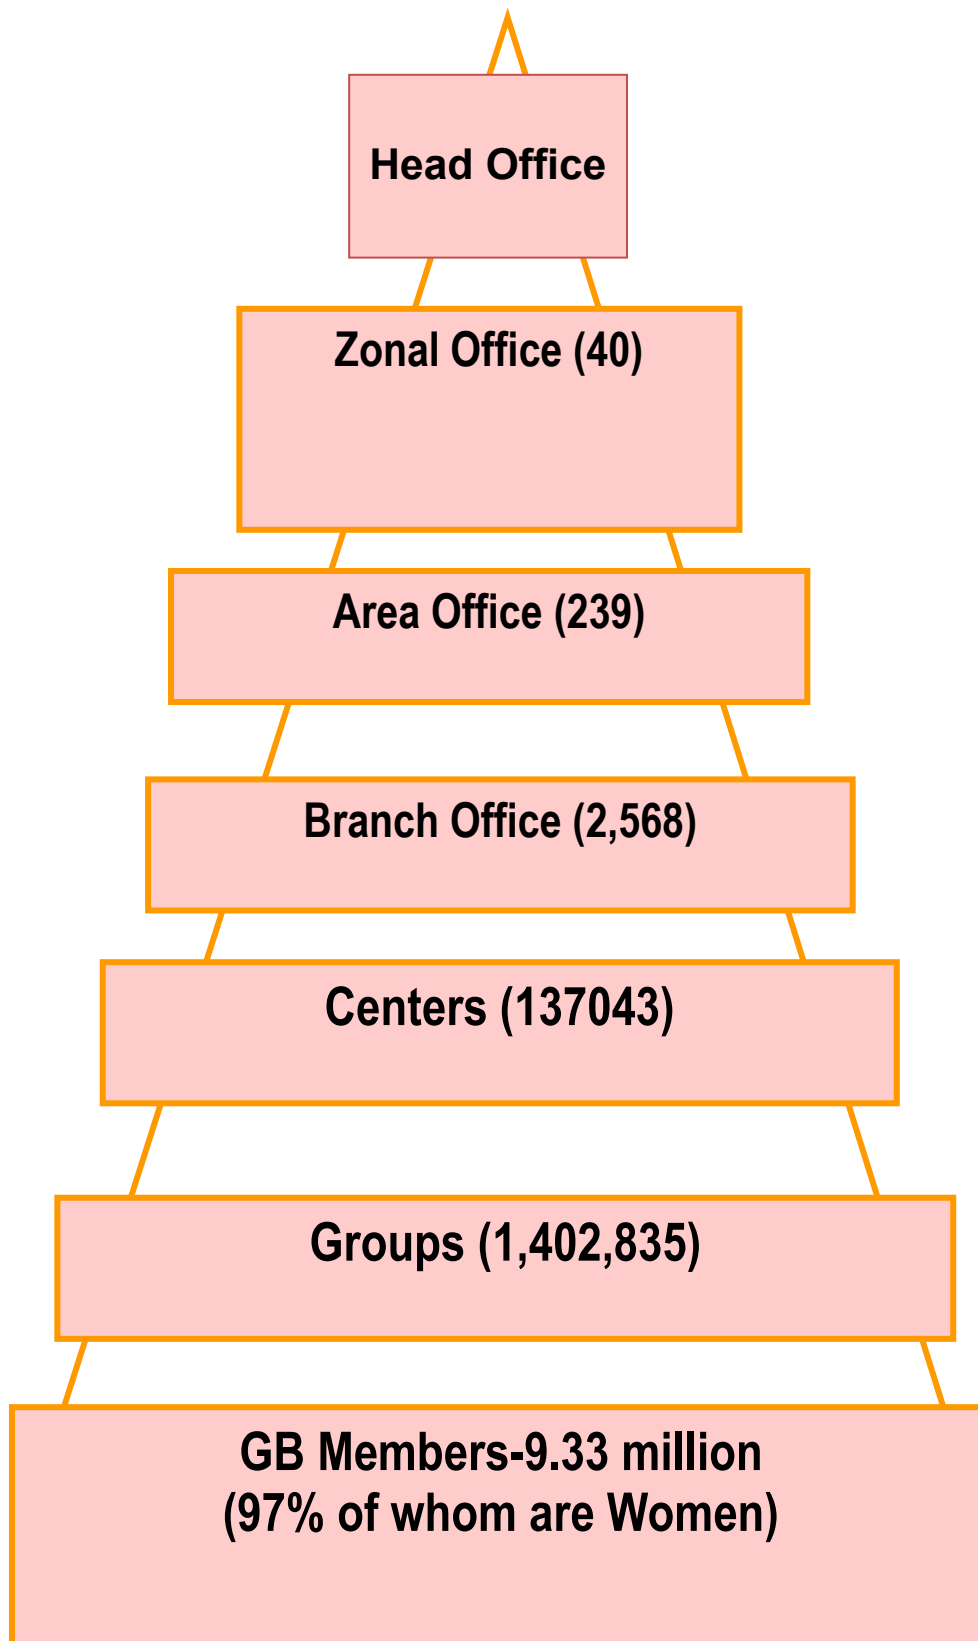 Head Office
Zonal Office (40)
Area Office (239)
Branch Office (2,568)
Centers (137043)
Groups (1,402,835)
GB Members-9.33 million
(97% of whom are Women)